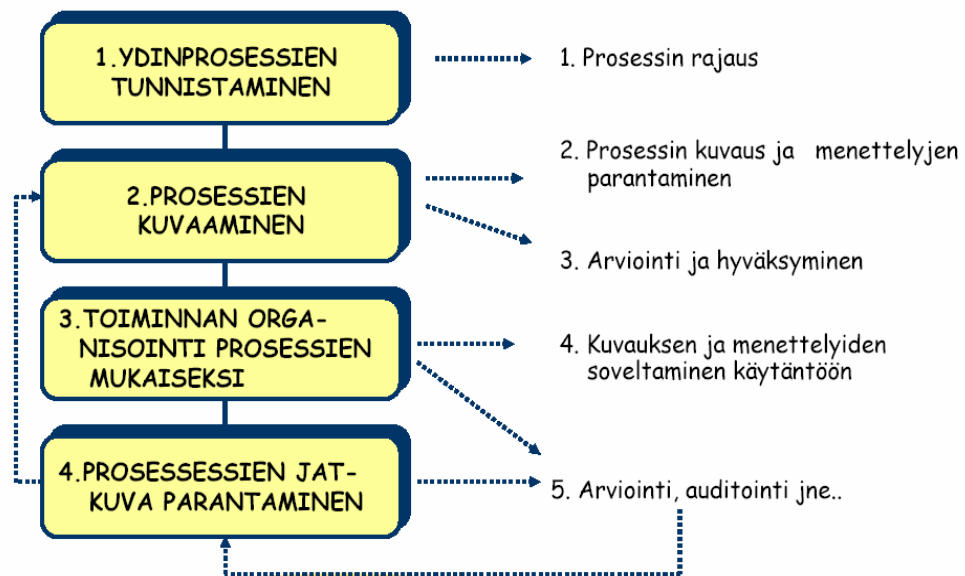 1.YDINPROSESSIEN
TUNNISTAMINEN
1. Prosessin rajaus
2.PROSESSIEN
KUVAAMINEN
2. Prosessin kuvaus ja menettelyjen
parantaminen
3. Arviointi ja hyväksyminen
3.TOIMINNAN ORGA-
NISOINTI PROSESSIEN
MUKAISEKSI
4. Kuvauksen ja menettelyiden
soveltaminen käytäntöön
4.PROSESSESSIEN JAT-
KUVA PARANTAMINEN
5. Arviointi, auditointi jne..